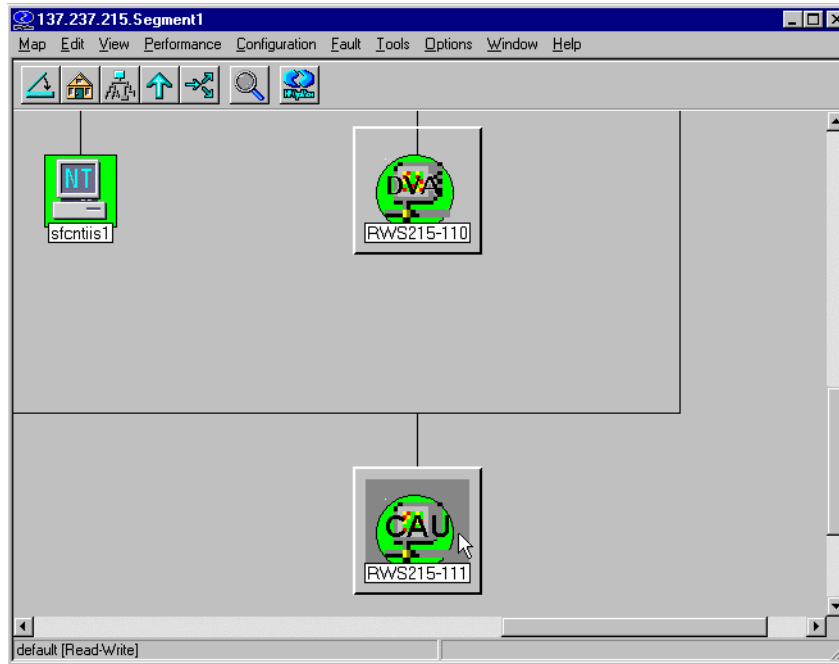 137.237.215.Segment1
Map Edit View Performance Configuration Fault Tools Options Window Help
NT
sfcntiis1
DVA
RWS215-110
CAU
RWS215-111
default [Read-Write]